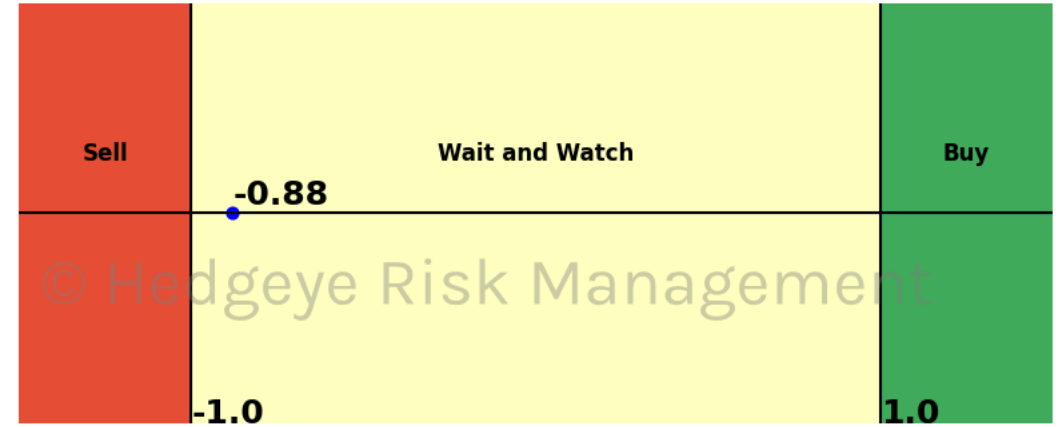 Sell
Wait and Watch
Buy
-0.88
© Hedgeye Risk Management
-1.0
1.0